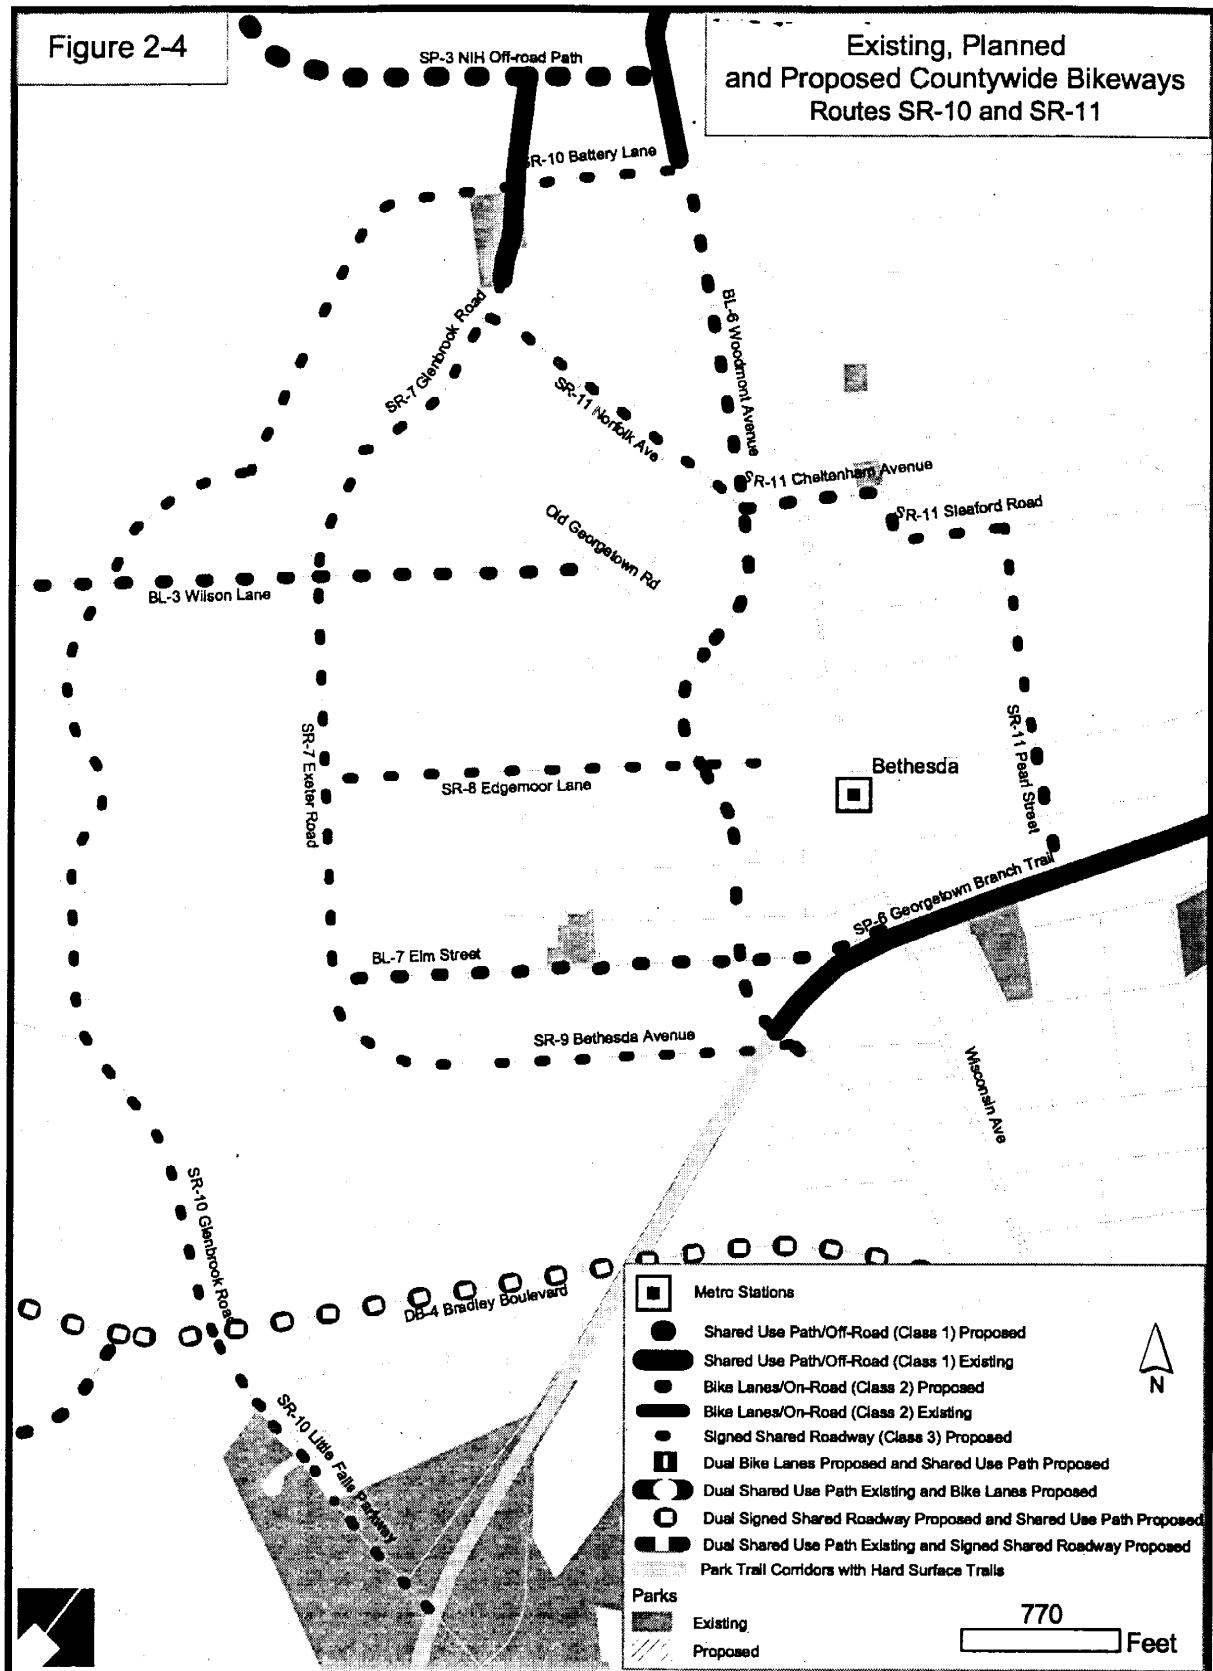 Figure 2-4
Existing, Planned
and Proposed Countywide Bikeways
Routes SR-10 and SR-11
SP-3 NIH Off-road Path
SR-10 Battery Lane
SR-7 Glenbrook Road
BL-6 Woodmont Avenue
SR-11 Norfolk Ave
SR-11 Cheltenham Avenue
SR-11 Sleaford Road
Old Georgetown Rd
BL-3 Wilson Lane
SR-7 Exeter Road
SR-11 Pearl Street
Bethesda
SR-8 Edgemoor Lane
SP-6 Georgetown Branch Trail
BL-7 Elm Street
SR-9 Bethesda Avenue
Wisconsin Ave
SR-10 Glenbrook Road
DB-4 Bradley Boulevard
SR-10 Little Falls Parkway
Metro Stations
Shared Use Path/Off-Road (Class 1) Proposed
Shared Use Path/Off-Road (Class 1) Existing
Bike Lanes/On-Road (Class 2) Proposed
Bike Lanes/On-Road (Class 2) Existing
Signed Shared Roadway (Class 3) Proposed
Dual Bike Lanes Proposed and Shared Use Path Proposed
Dual Shared Use Path Existing and Bike Lanes Proposed
Dual Signed Shared Roadway Proposed and Shared Use Path Proposed
Dual Shared Use Path Existing and Signed Shared Roadway Proposed
Park Trail Corridors with Hard Surface Trails
Parks
Existing
Proposed
N
770
Feet